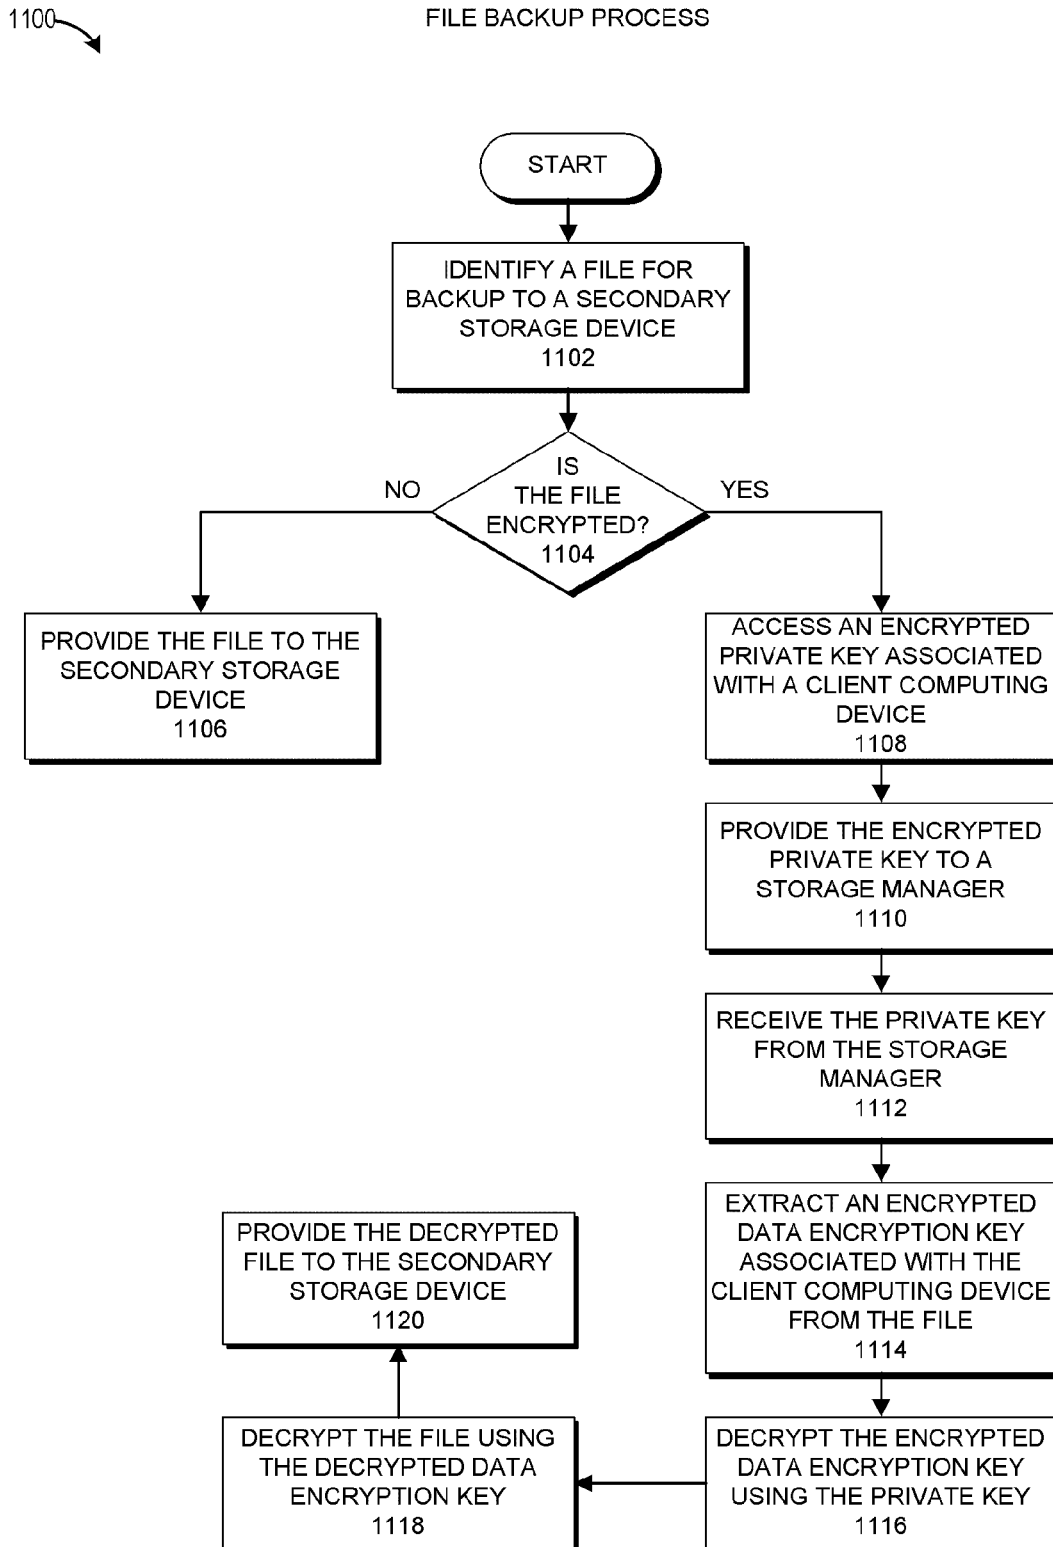 1100
FILE BACKUP PROCESS
START
IDENTIFY A FILE FOR
BACKUP TO A SECONDARY
STORAGE DEVICE
1102
IS
THE FILE
ENCRYPTED?
1104
NO
YES
PROVIDE THE FILE TO THE
SECONDARY STORAGE
DEVICE
1106
ACCESS AN ENCRYPTED
PRIVATE KEY ASSOCIATED
WITH A CLIENT COMPUTING
DEVICE
1108
PROVIDE THE ENCRYPTED
PRIVATE KEY TO A
STORAGE MANAGER
1110
RECEIVE THE PRIVATE KEY
FROM THE STORAGE
MANAGER
1112
EXTRACT AN ENCRYPTED
DATA ENCRYPTION KEY
ASSOCIATED WITH THE
CLIENT COMPUTING DEVICE
FROM THE FILE
1114
DECRYPT THE ENCRYPTED
DATA ENCRYPTION KEY
USING THE PRIVATE KEY
1116
DECRYPT THE FILE USING
THE DECRYPTED DATA
ENCRYPTION KEY
1118
PROVIDE THE DECRYPTED
FILE TO THE SECONDARY
STORAGE DEVICE
1120